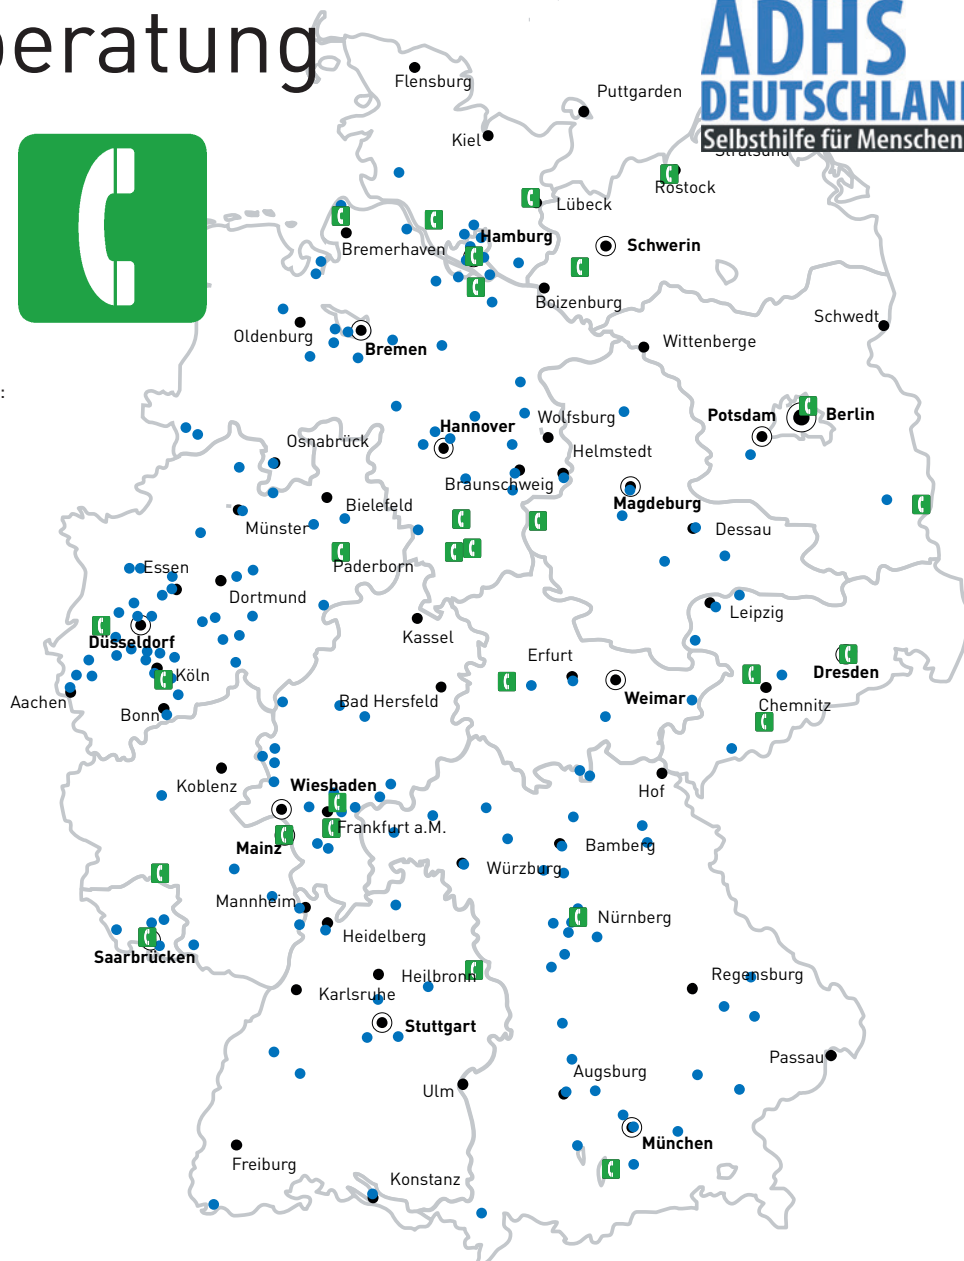 beratung
ADHS
DEUTSCHLAND
Selbsthilfe für Menschen
Flensburg
Puttgarden
Kiel
Stralsund
Rostock
Lübeck
Hamburg
Schwerin
Bremerhaven
Boizenburg
Schwedt
Oldenburg
Bremen
Wittenberge
:
Wolfsburg
Potsdam
Berlin
Hannover
Osnabrück
Helmstedt
Braunschweig
Magdeburg
Bielefeld
Münster
Dessau
Paderborn
Essen
Dortmund
Leipzig
Kassel
Düsseldorf
Erfurt
Dresden
Köln
Aachen
Bad Hersfeld
Weimar
Chemnitz
Bonn
Koblenz
Wiesbaden
Hof
Frankfurt a.M.
Mainz
Bamberg
Würzburg
Mannheim
Nürnberg
Heidelberg
Saarbrücken
Heilbronn
Regensburg
Karlsruhe
Stuttgart
Passau
Augsburg
Ulm
München
Freiburg
Konstanz